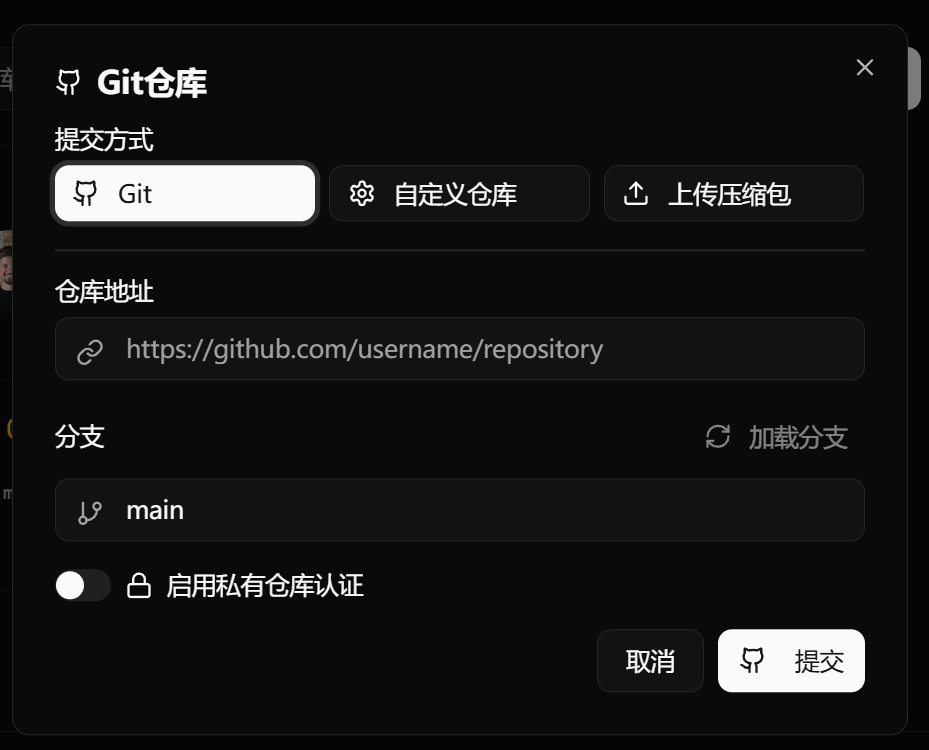 Git仓库
提交方式
Git
自定义仓库
上传压缩包
仓库地址
https://github.com/username/repository
分支
加载分支
main
启用私有仓库认证
取消
提交